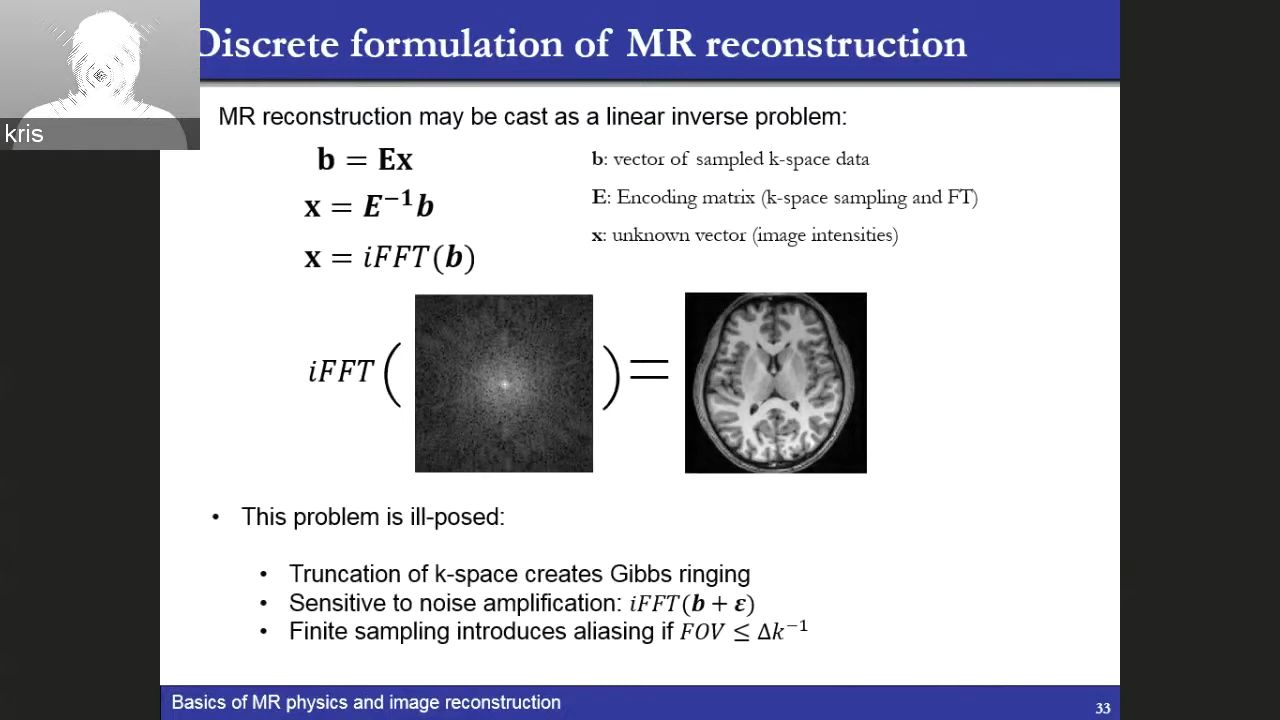 Discrete formulation of MR reconstruction
kris
MR reconstruction may be cast as a linear inverse problem:
b = Ex
x = E⁻¹b
x = iFFT(b)
b: vector of sampled k-space data
E: Encoding matrix (k-space sampling and FT)
x: unknown vector (image intensities)
iFFT( ) =
• This problem is ill-posed:
• Truncation of k-space creates Gibbs ringing
• Sensitive to noise amplification: iFFT(b + ε)
• Finite sampling introduces aliasing if FOV ≤ Δk⁻¹
Basics of MR physics and image reconstruction
33